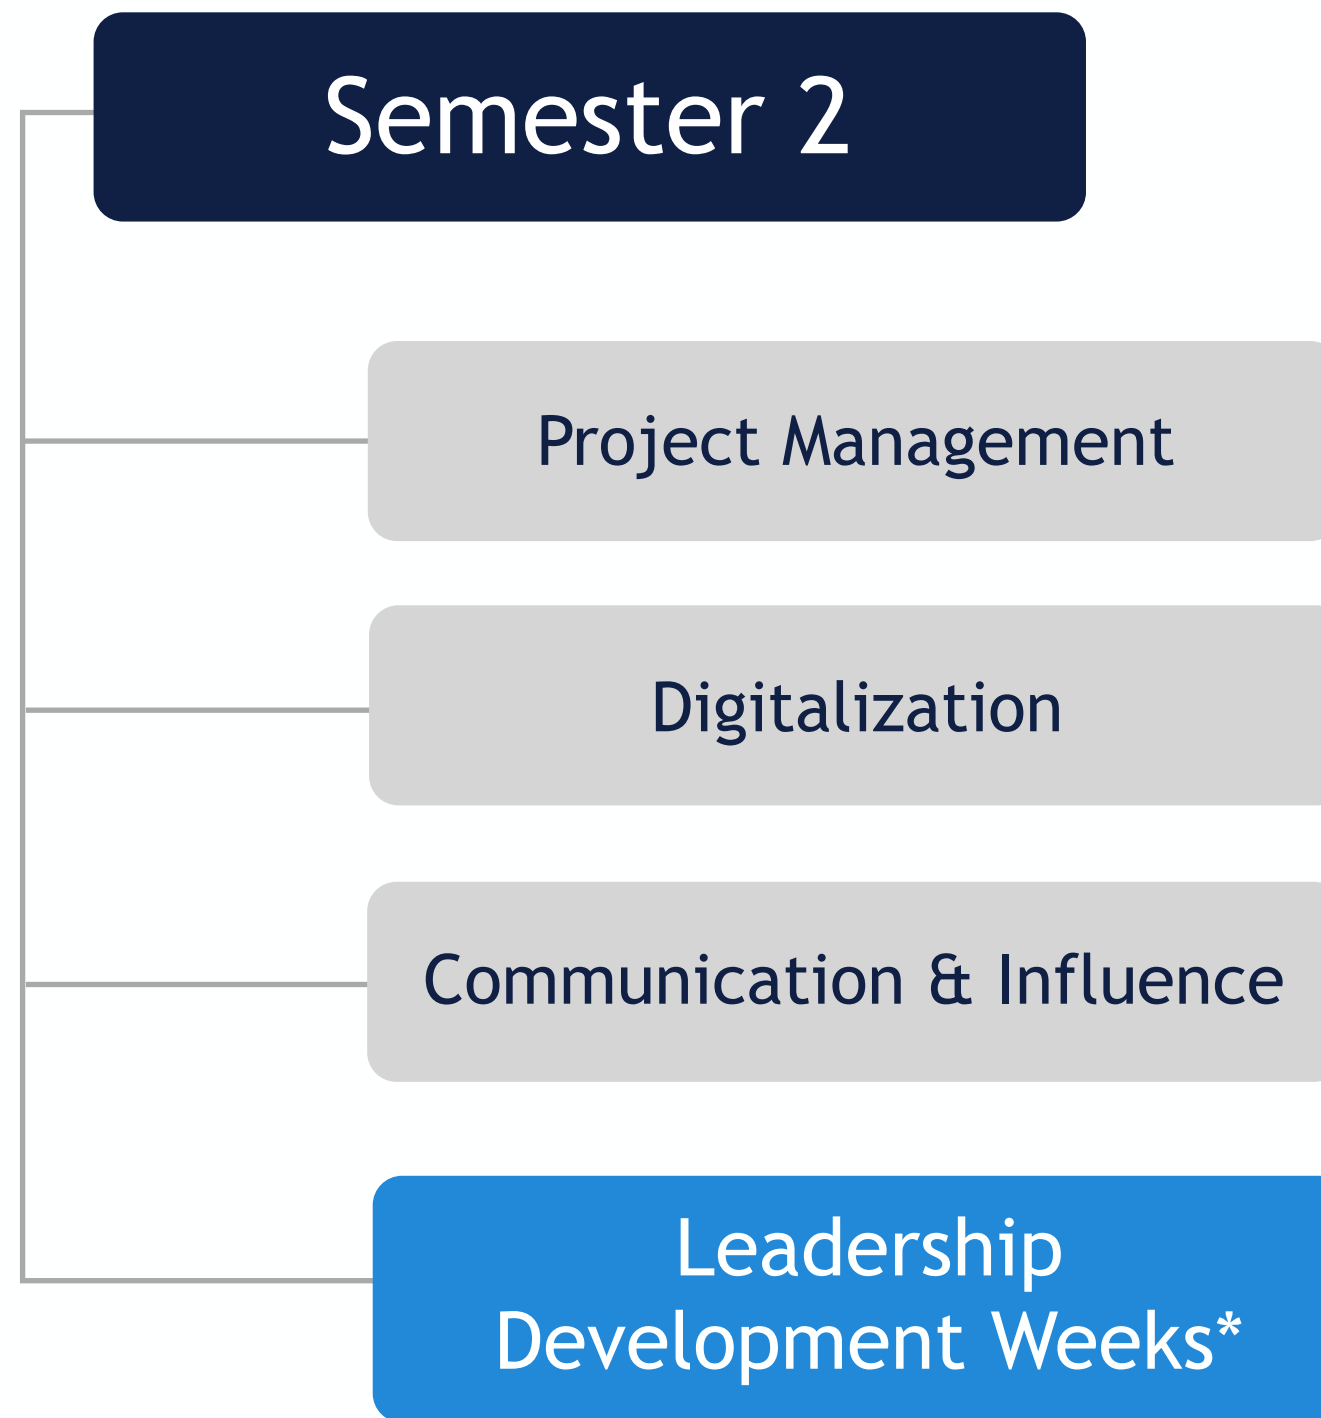 Semester 2
Project Management
Digitalization
Communication & Influence
Leadership
Development Weeks*